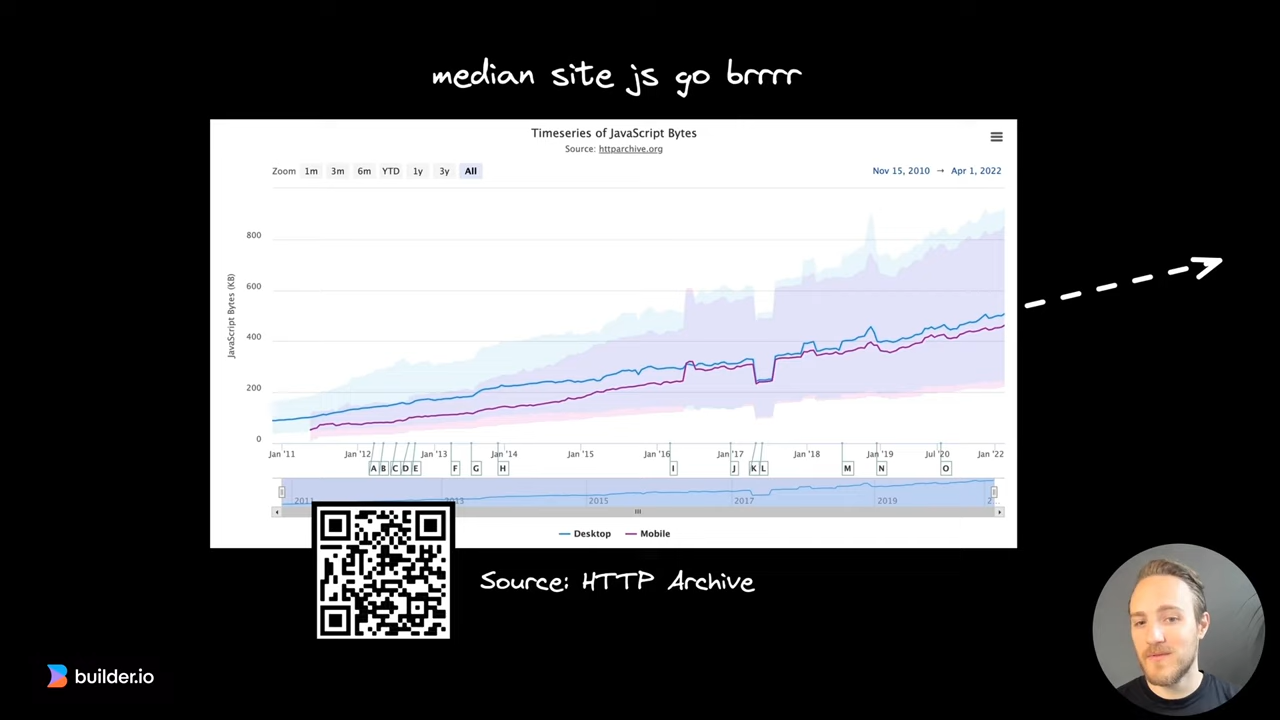 median site js go brrrr
Timeseries of JavaScript Bytes
Source: httparchive.org
Zoom 1m 3m 6m YTD 1y 3y All
Nov 15, 2010 → Apr 1, 2022
JavaScript Bytes (KB)
800
600
400
200
0
Jan '11 Jan '12 Jan '13 Jan '14 Jan '15 Jan '16 Jan '17 Jan '18 Jan '19 Jul '20 Jan '22
A B C D E F G H I J K L M N O
2011 2013 2015 2017 2019
Desktop Mobile
Source: HTTP Archive
builder.io